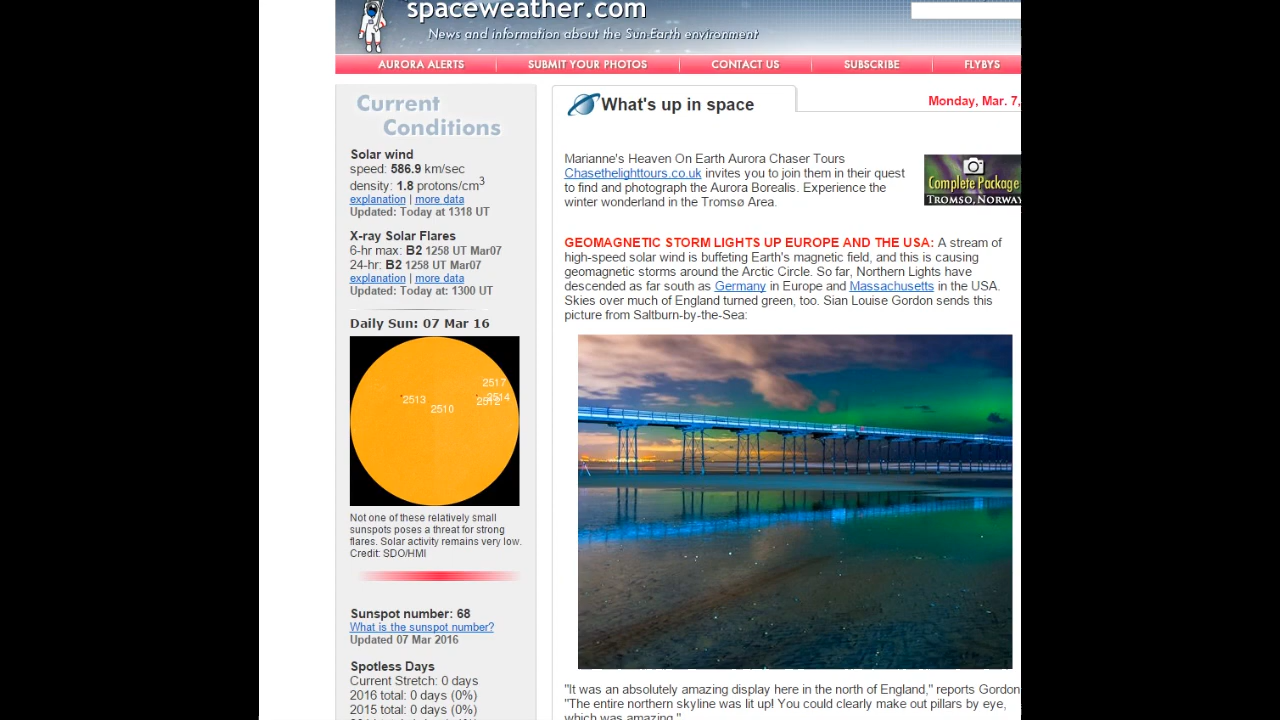 spaceweather.com
News and information about the Sun-Earth environment
AURORA ALERTS
SUBMIT YOUR PHOTOS
CONTACT US
SUBSCRIBE
FLYBYS
Current
Conditions
Solar wind
speed: 586.9 km/sec
density: 1.8 protons/cm3
explanation | more data
Updated: Today at 1318 UT
X-ray Solar Flares
6-hr max: B2 1258 UT Mar07
24-hr: B2 1258 UT Mar07
explanation | more data
Updated: Today at: 1300 UT
Daily Sun: 07 Mar 16
2517
2513
2514
2512
2510
Not one of these relatively small
sunspots poses a threat for strong
flares. Solar activity remains very low.
Credit: SDO/HMI
Sunspot number: 68
What is the sunspot number?
Updated 07 Mar 2016
Spotless Days
Current Stretch: 0 days
2016 total: 0 days (0%)
2015 total: 0 days (0%)
What's up in space
Monday, Mar. 7,
Marianne's Heaven On Earth Aurora Chaser Tours
Chasethelighttours.co.uk invites you to join them in their quest
to find and photograph the Aurora Borealis. Experience the
winter wonderland in the Tromsø Area.
Complete Package
TROMSO, NORWAY
GEOMAGNETIC STORM LIGHTS UP EUROPE AND THE USA: A stream of
high-speed solar wind is buffeting Earth's magnetic field, and this is causing
geomagnetic storms around the Arctic Circle. So far, Northern Lights have
descended as far south as Germany in Europe and Massachusetts in the USA.
Skies over much of England turned green, too. Sian Louise Gordon sends this
picture from Saltburn-by-the-Sea:
"It was an absolutely amazing display here in the north of England," reports Gordon
"The entire northern skyline was lit up! You could clearly make out pillars by eye,
which was amazing."